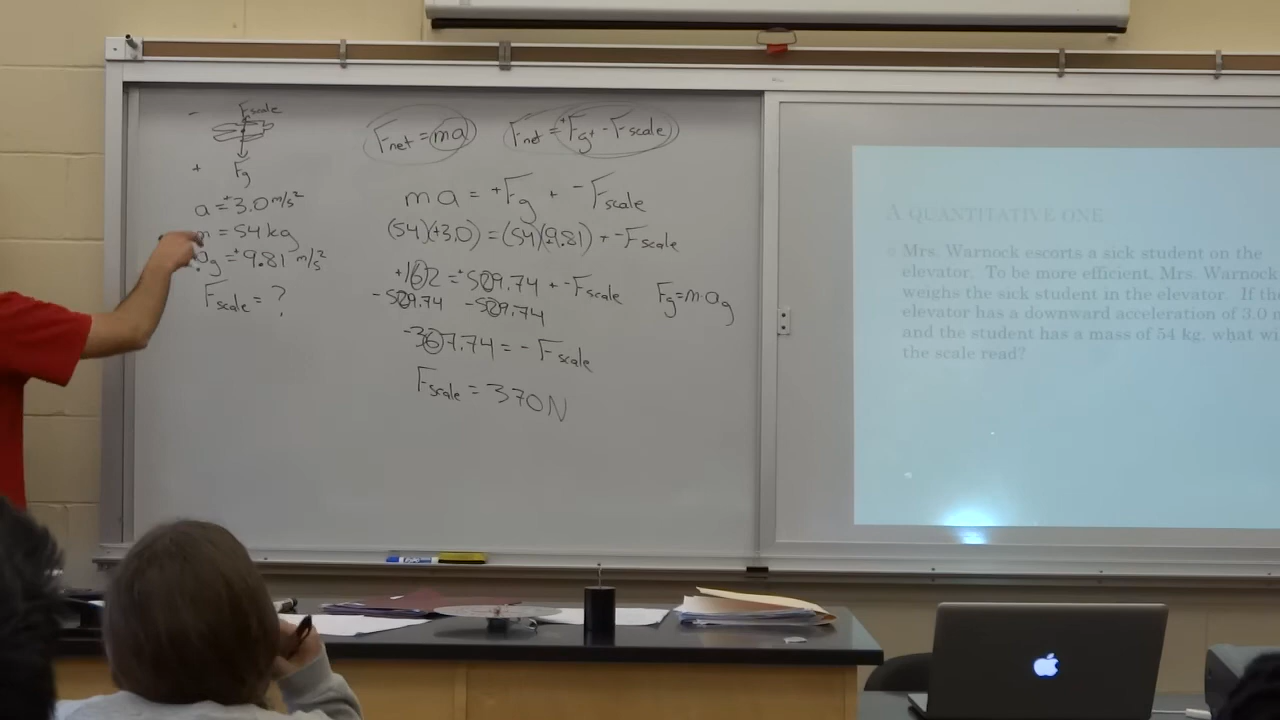 -
Fscale
+
Fg
a = +3.0 m/s²
m = 54 kg
ag = +9.81 m/s²
Fscale = ?
Fnet = ma
Fnet = +Fg + -Fscale
ma = +Fg + -Fscale
(54)(+3.0) = (54)(9.81) + -Fscale
+162 = +529.74 + -Fscale
-529.74 -529.74
Fg = m·ag
-367.74 = -Fscale
Fscale = 370N
A QUANTITATIVE ONE
Mrs. Warnock escorts a sick student on the
elevator. To be more efficient, Mrs. Warnock
weighs the sick student in the elevator. If the
elevator has a downward acceleration of 3.0
and the student has a mass of 54 kg, what
the scale read?
EXPO